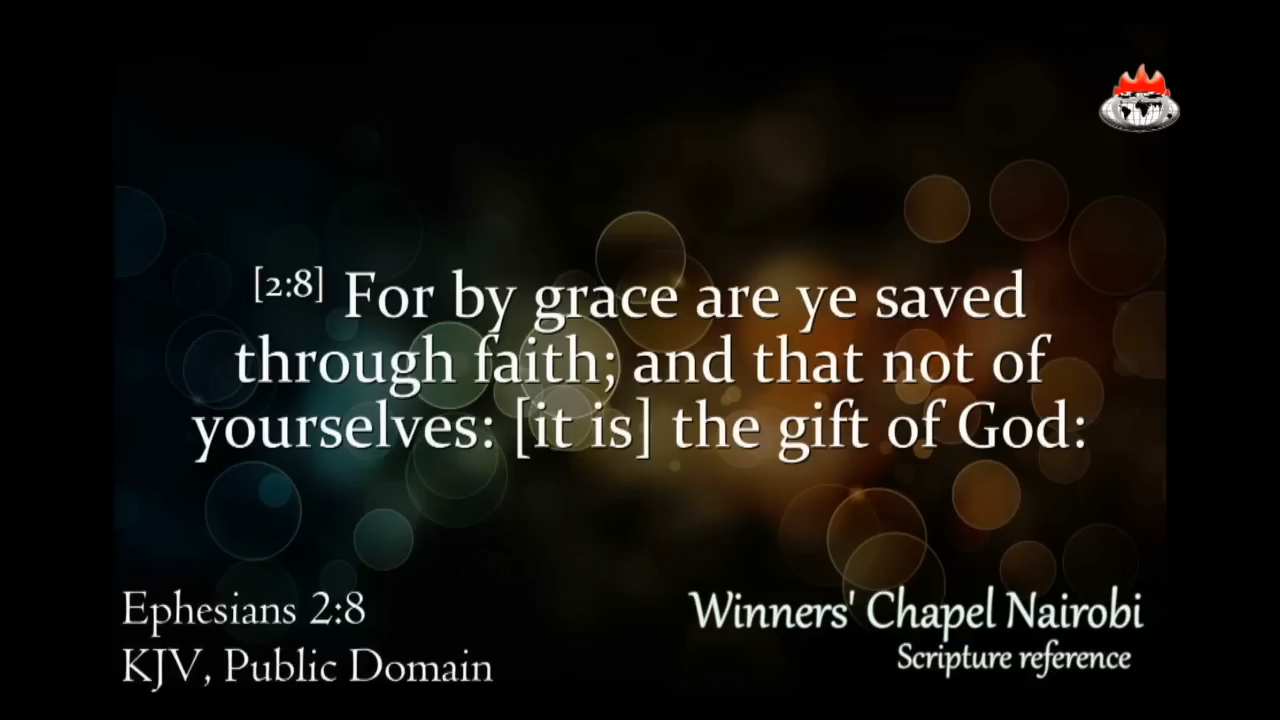 [2:8] For by grace are ye saved
through faith; and that not of
yourselves: [it is] the gift of God:
Ephesians 2:8
KJV, Public Domain
Winners' Chapel Nairobi
Scripture reference